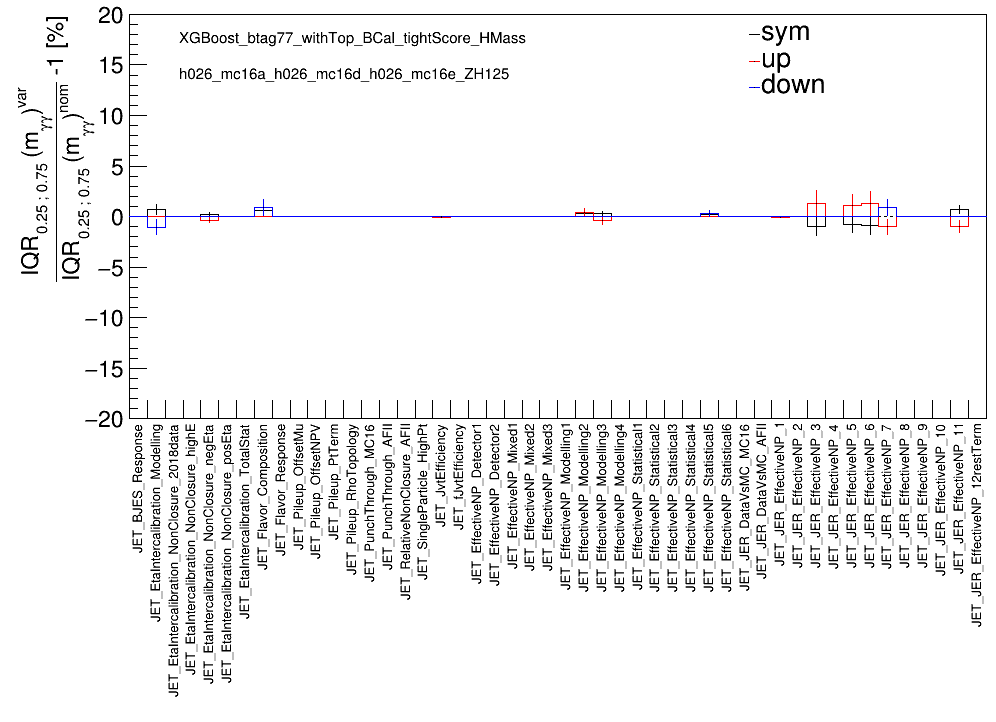 IQR0.25 ; 0.75 (mγγ)var
IQR0.25 ; 0.75 (mγγ)nom
-1 [%]
20
15
10
5
0
−5
−10
−15
−20
XGBoost_btag77_withTop_BCal_tightScore_HMass
h026_mc16a_h026_mc16d_h026_mc16e_ZH125
sym
up
down
JET_BJES_Response
JET_EtaIntercalibration_Modelling
JET_EtaIntercalibration_NonClosure_2018data
JET_EtaIntercalibration_NonClosure_highE
JET_EtaIntercalibration_NonClosure_negEta
JET_EtaIntercalibration_NonClosure_posEta
JET_EtaIntercalibration_TotalStat
JET_Flavor_Composition
JET_Flavor_Response
JET_Pileup_OffsetMu
JET_Pileup_OffsetNPV
JET_Pileup_PtTerm
JET_Pileup_RhoTopology
JET_PunchThrough_MC16
JET_PunchThrough_AFII
JET_RelativeNonClosure_AFII
JET_SingleParticle_HighPt
JET_JvtEfficiency
JET_fJvtEfficiency
JET_EffectiveNP_Detector1
JET_EffectiveNP_Detector2
JET_EffectiveNP_Mixed1
JET_EffectiveNP_Mixed2
JET_EffectiveNP_Mixed3
JET_EffectiveNP_Modelling1
JET_EffectiveNP_Modelling2
JET_EffectiveNP_Modelling3
JET_EffectiveNP_Modelling4
JET_EffectiveNP_Statistical1
JET_EffectiveNP_Statistical2
JET_EffectiveNP_Statistical3
JET_EffectiveNP_Statistical4
JET_EffectiveNP_Statistical5
JET_EffectiveNP_Statistical6
JET_JER_DataVsMC_MC16
JET_JER_DataVsMC_AFII
JET_JER_EffectiveNP_1
JET_JER_EffectiveNP_2
JET_JER_EffectiveNP_3
JET_JER_EffectiveNP_4
JET_JER_EffectiveNP_5
JET_JER_EffectiveNP_6
JET_JER_EffectiveNP_7
JET_JER_EffectiveNP_8
JET_JER_EffectiveNP_9
JET_JER_EffectiveNP_10
JET_JER_EffectiveNP_11
JET_JER_EffectiveNP_12restTerm